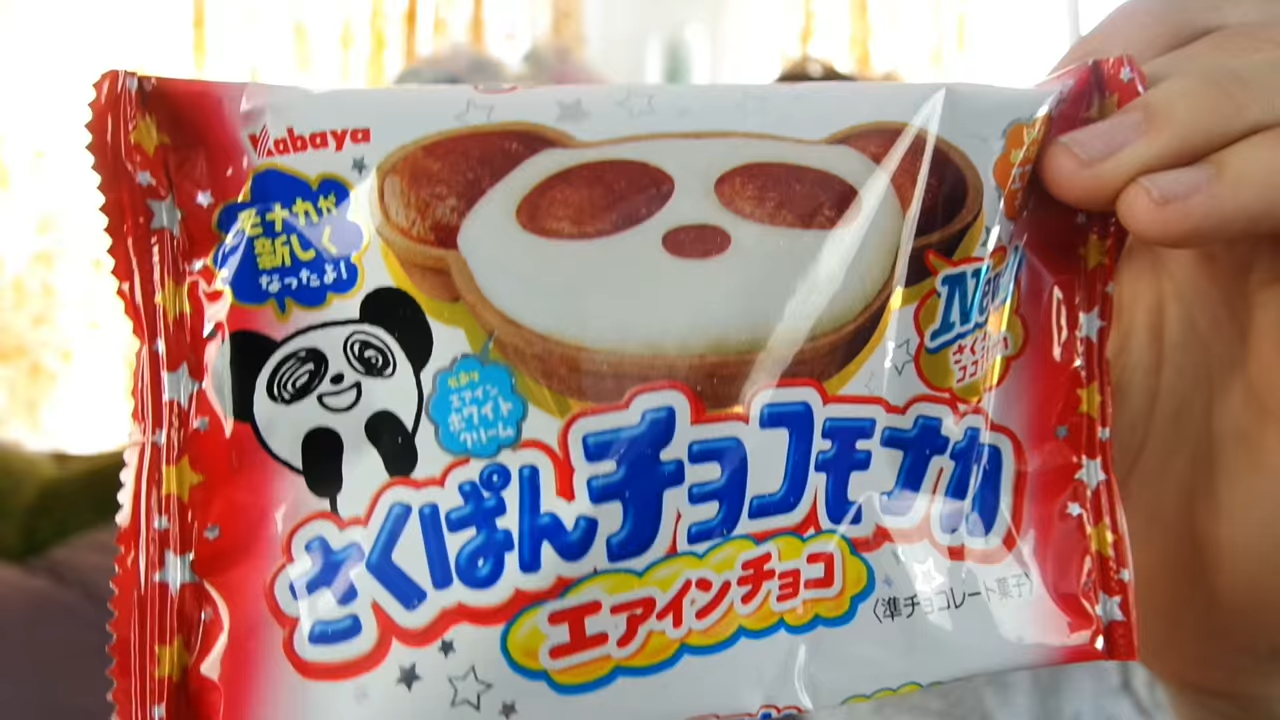 Kabaya
モナカが
新しく
なったよ!
New!
さく
ココア
エアイン
ホワイト
クリーム
さくぱんチョコモナカ
エアインチョコ
〈準チョコレート菓子〉